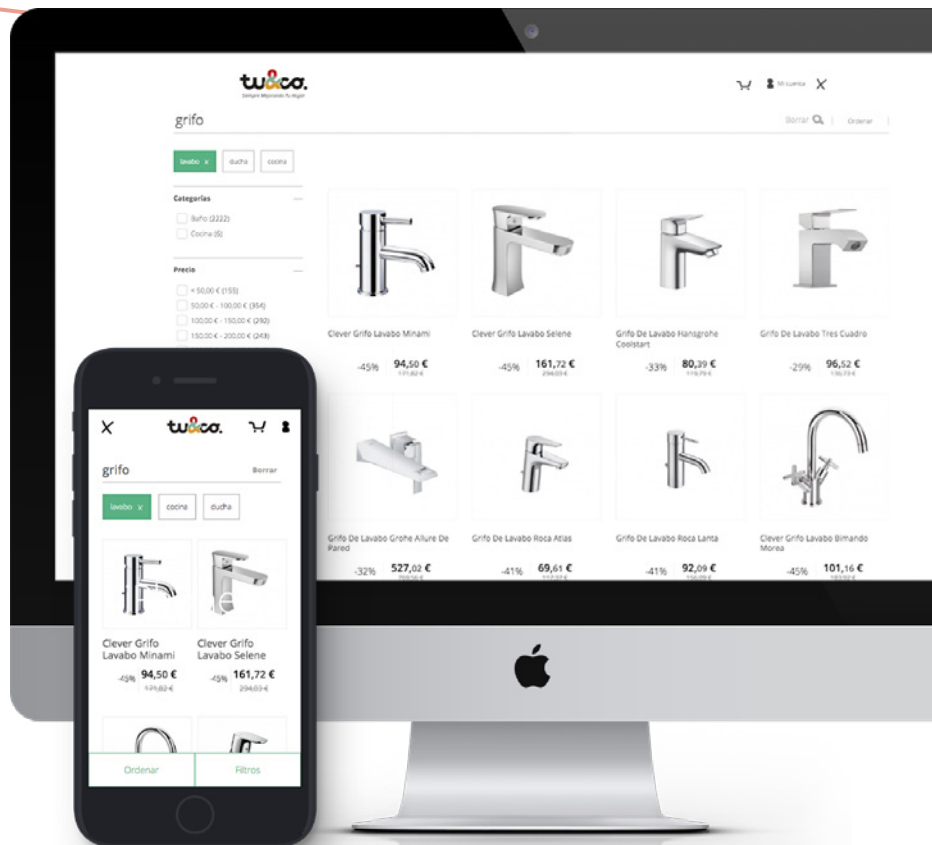 tu&co.
Siempre Mejorando Tu Hogar
Mi cuenta X
grifo
Borrar
Ordenar
lavabo x
ducha
cocina
Categorías
Baño (2222)
Cocina (6)
Precio
< 50,00 € (155)
50,00 € - 100,00 € (354)
100,00 € - 150,00 € (292)
150,00 € - 200,00 € (243)
Clever Grifo Lavabo Minami
-45% 94,50 €
171,82 €
Clever Grifo Lavabo Selene
-45% 161,72 €
294,03 €
Grifo De Lavabo Hansgrohe
Coolstart
-33% 80,39 €
119,79 €
Grifo De Lavabo Tres Cuadro
-29% 96,52 €
Grifo De Lavabo Grohe Allure De
Pared
-32% 527,02 €
Grifo De Lavabo Roca Atlas
-41% 69,61 €
Grifo De Lavabo Roca Lanta
-41% 92,09 €
Clever Grifo Lavabo Bimando
Morea
-45% 101,16 €
X
tu&co.
grifo
Borrar
lavabo x
cocina
ducha
Clever Grifo
Lavabo Minami
-45% 94,50 €
171,82 €
Clever Grifo
Lavabo Selene
-45% 161,72 €
294,03 €
Ordenar
Filtros